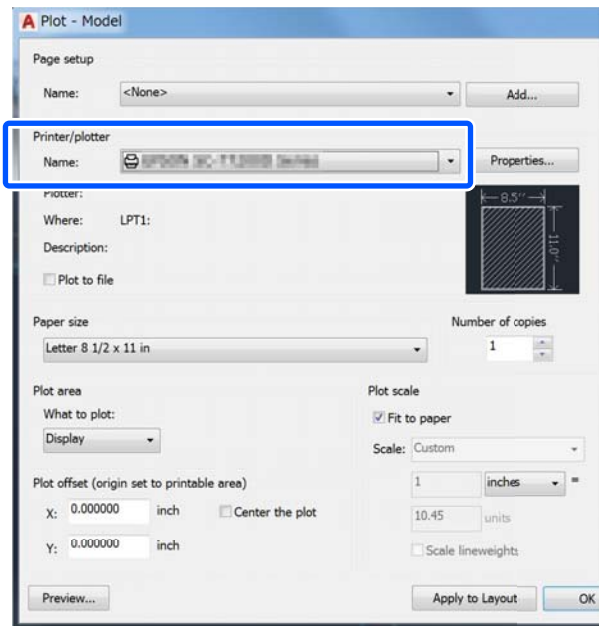 Plot - Model
Page setup
Name: <None> Add...
Printer/plotter
Name: Properties...
Plotter:
Where: LPT1:
Description:
Plot to file
8.5''
11.0''
Paper size
Letter 8 1/2 x 11 in
Number of copies
1
Plot area
What to plot:
Display
Plot scale
Fit to paper
Scale: Custom
1 inches =
10.45 units
Scale lineweights
Plot offset (origin set to printable area)
X: 0.000000 inch Center the plot
Y: 0.000000 inch
Preview... Apply to Layout OK